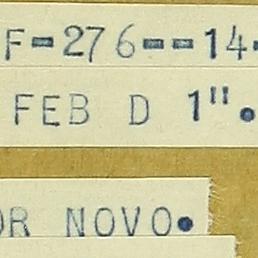 F-276--14-
FEB D 1".
OR NOVO.